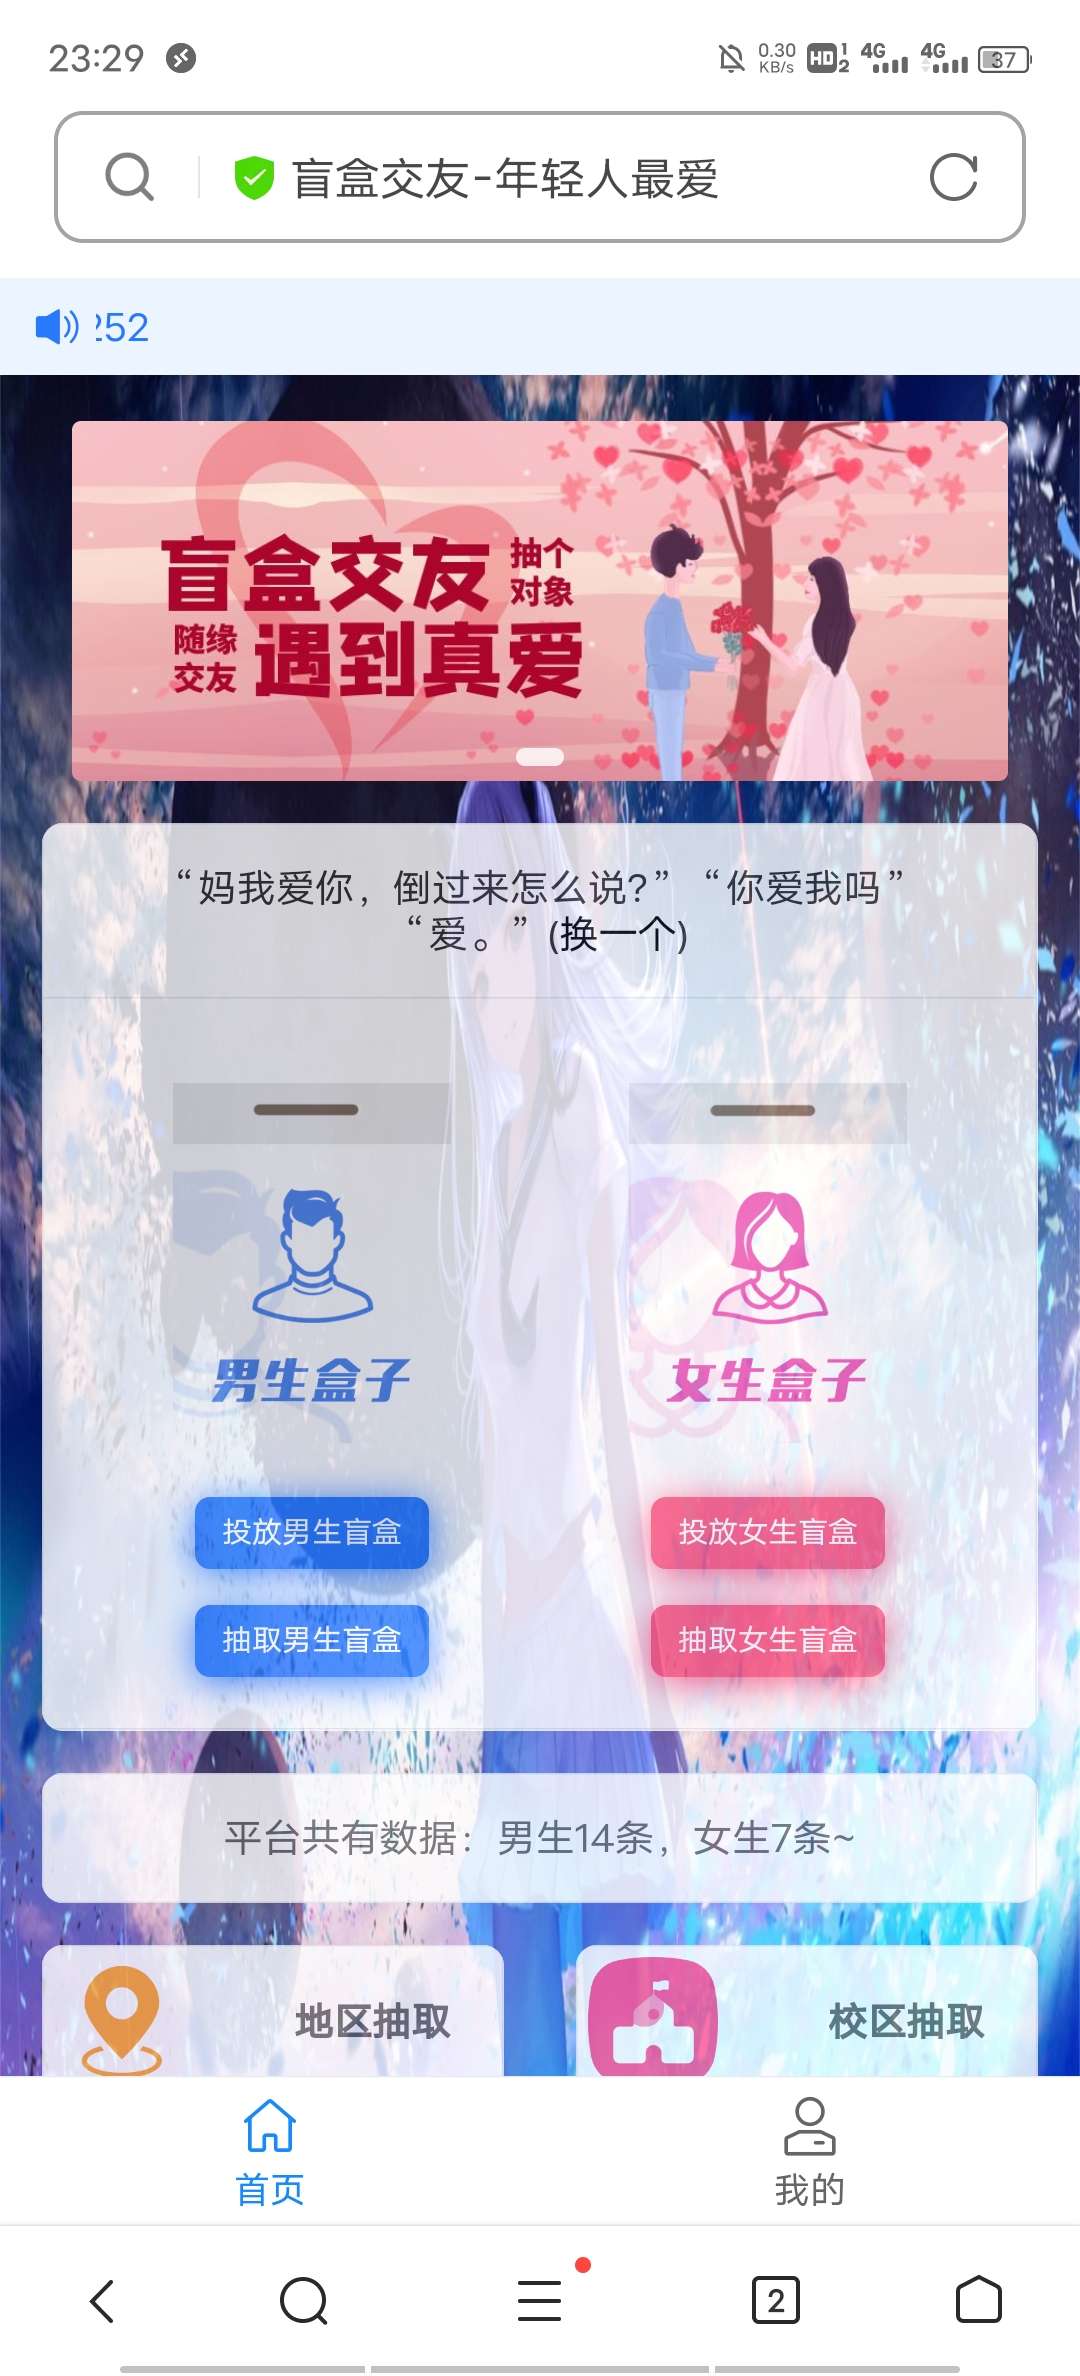 23:29
0.30
KB/s
HD 1 2
4G
4G
37
盲盒交友-年轻人最爱
252
盲盒交友 抽个对象
随缘交友 遇到真爱
“妈我爱你，倒过来怎么说?” “你爱我吗”
“爱。” (换一个)
男生盒子
女生盒子
投放男生盲盒
投放女生盲盒
抽取男生盲盒
抽取女生盲盒
平台共有数据：男生14条，女生7条~
地区抽取
校区抽取
首页
我的
2